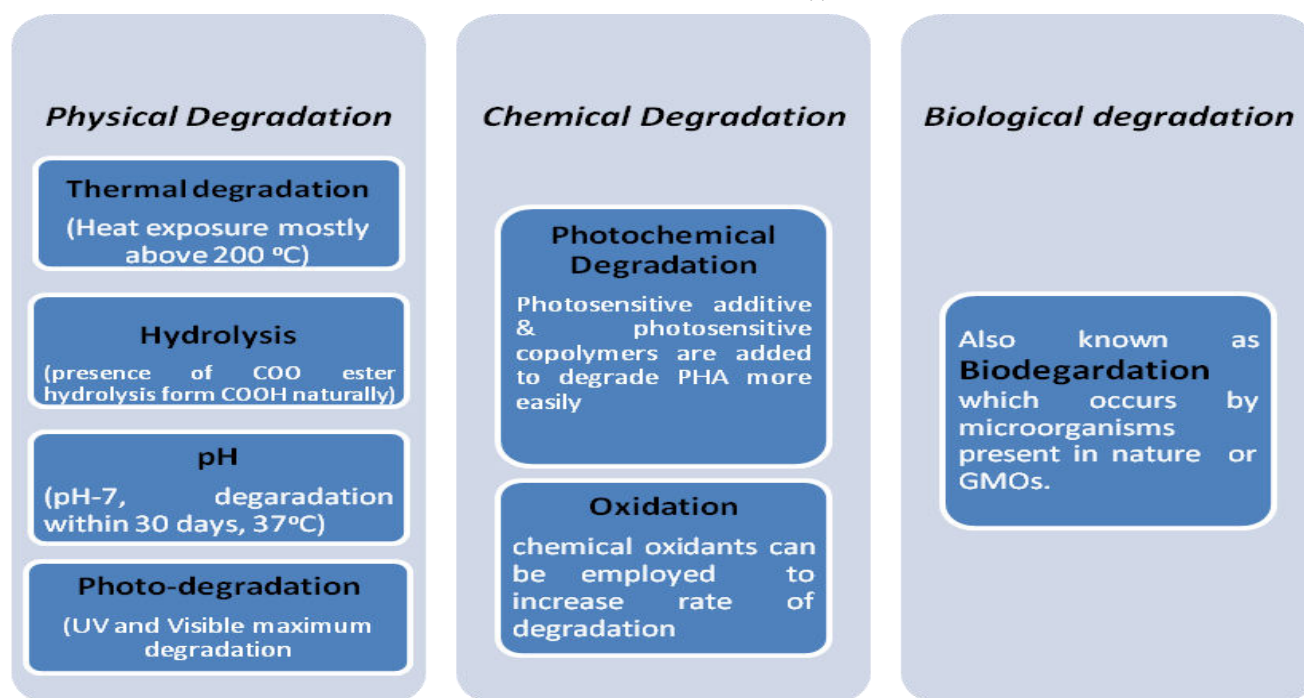 Physical Degradation
Thermal degradation
(Heat exposure mostly
above 200 ºC)
Hydrolysis
(presence of COO ester
hydrolysis form COOH naturally)
pH
(pH-7, degaradation
within 30 days, 37ºC)
Photo-degradation
(UV and Visible maximum
degradation
Chemical Degradation
Photochemical
Degradation
Photosensitive additive
& photosensitive
copolymers are added
to degrade PHA more
easily
Oxidation
chemical oxidants can
be employed to
increase rate of
degradation
Biological degradation
Also known as
Biodegardation
which occurs by
microorganisms
present in nature or
GMOs.